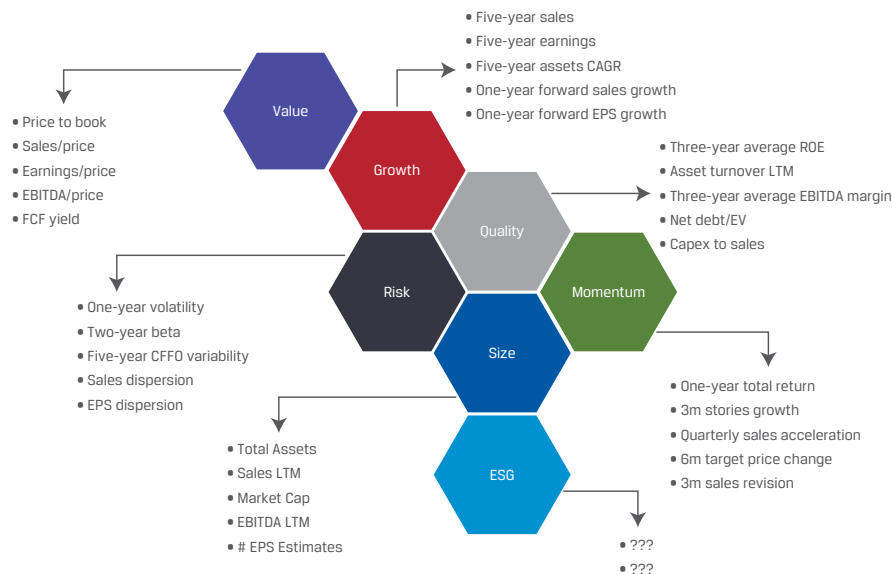 Value
• Price to book
• Sales/price
• Earnings/price
• EBITDA/price
• FCF yield
Growth
• Five-year sales
• Five-year earnings
• Five-year assets CAGR
• One-year forward sales growth
• One-year forward EPS growth
Quality
• Three-year average ROE
• Asset turnover LTM
• Three-year average EBITDA margin
• Net debt/EV
• Capex to sales
Risk
• One-year volatility
• Two-year beta
• Five-year CFFO variability
• Sales dispersion
• EPS dispersion
Momentum
• One-year total return
• 3m stories growth
• Quarterly sales acceleration
• 6m target price change
• 3m sales revision
Size
• Total Assets
• Sales LTM
• Market Cap
• EBITDA LTM
• # EPS Estimates
ESG
• ???
• ???